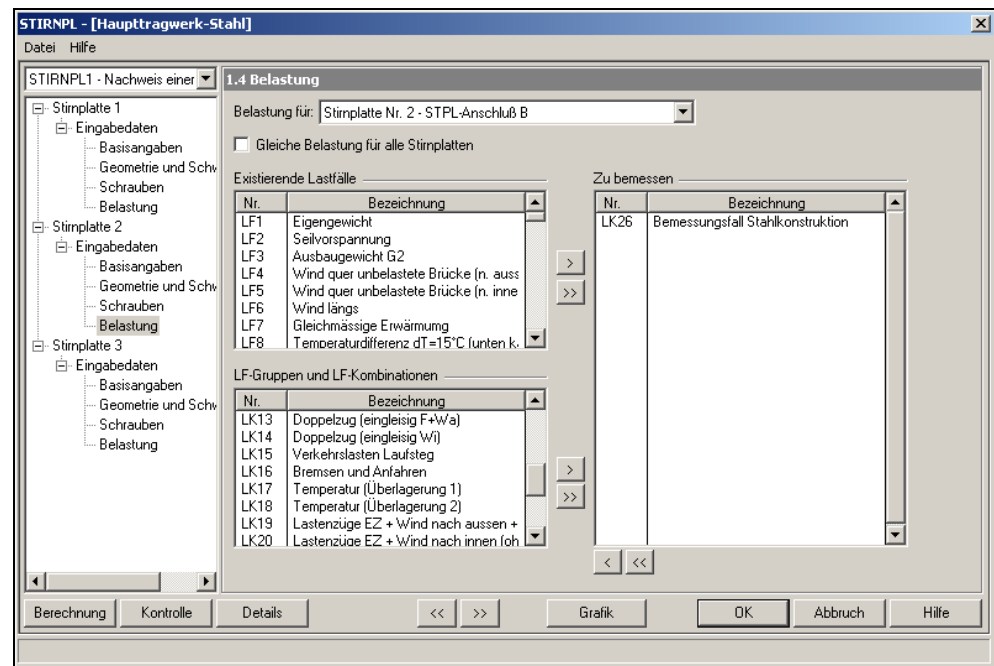 STIRNPL - [Haupttragwerk-Stahl]
Datei Hilfe
STIRNPL1 - Nachweis einer
Stirnplatte 1
Eingabedaten
Basisangaben
Geometrie und Schw
Schrauben
Belastung
Stirnplatte 2
Eingabedaten
Basisangaben
Geometrie und Schw
Schrauben
Belastung
Stirnplatte 3
Eingabedaten
Basisangaben
Geometrie und Schw
Schrauben
Belastung
1.4 Belastung
Belastung für: Stirnplatte Nr. 2 - STPL-Anschluß B
Gleiche Belastung für alle Stirnplatten
Existierende Lastfälle
Nr. Bezeichnung
LF1 Eigengewicht
LF2 Seilvorspannung
LF3 Ausbaugewicht G2
LF4 Wind quer unbelastete Brücke (n. auss
LF5 Wind quer unbelastete Brücke (n. inne
LF6 Wind längs
LF7 Gleichmässige Erwärmung
LF8 Temperaturdifferenz dT=15°C (unten k.
LF-Gruppen und LF-Kombinationen
Nr. Bezeichnung
LK13 Doppelzug (eingleisig F+Wa)
LK14 Doppelzug (eingleisig Wi)
LK15 Verkehrslasten Laufsteg
LK16 Bremsen und Anfahren
LK17 Temperatur (Überlagerung 1)
LK18 Temperatur (Überlagerung 2)
LK19 Lastenzüge EZ + Wind nach aussen +
LK20 Lastenzüge EZ + Wind nach innen (oh
> 
>>
>
>>
Zu bemessen
Nr. Bezeichnung
LK26 Bemessungsfall Stahlkonstruktion
< <<
Berechnung Kontrolle Details << >> Grafik OK Abbruch Hilfe